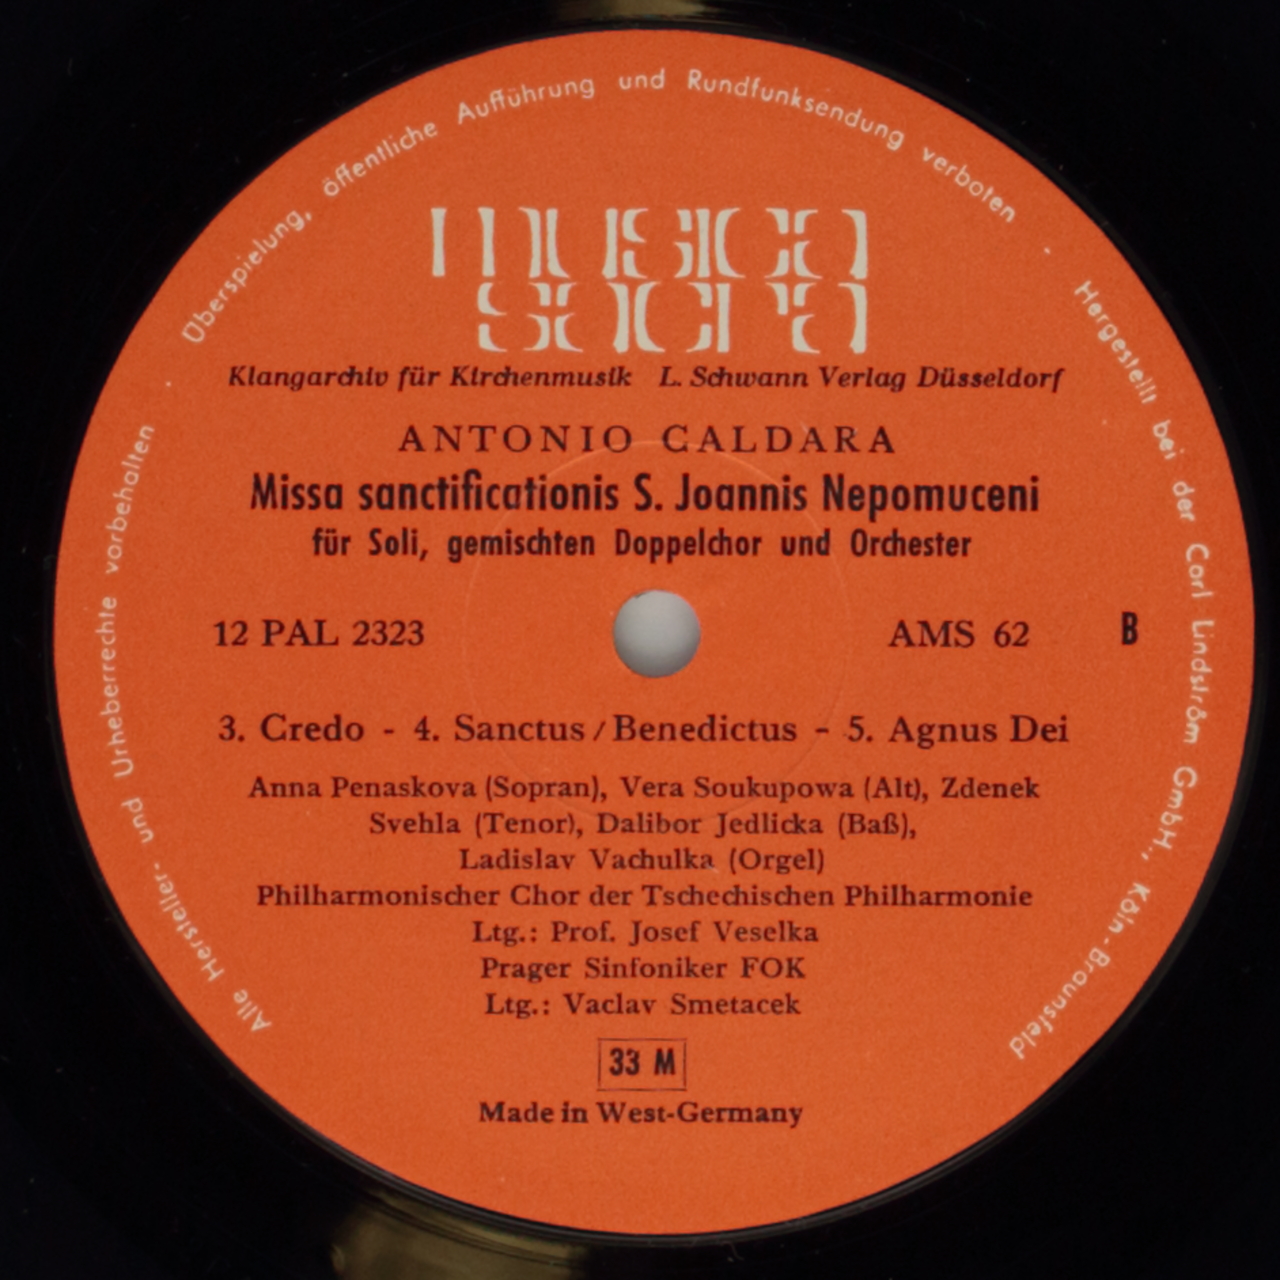 musica
sacra
Klangarchiv für Kirchenmusik L. Schwann Verlag Düsseldorf
ANTONIO CALDARA
Missa sanctificationis S. Joannis Nepomuceni
für Soli, gemischten Doppelchor und Orchester
12 PAL 2323 AMS 62 B
3. Credo - 4. Sanctus / Benedictus - 5. Agnus Dei
Anna Penaskova (Sopran), Vera Soukupowa (Alt), Zdenek
Svehla (Tenor), Dalibor Jedlicka (Baß),
Ladislav Vachulka (Orgel)
Philharmonischer Chor der Tschechischen Philharmonie
Ltg.: Prof. Josef Veselka
Prager Sinfoniker FOK
Ltg.: Vaclav Smetacek
33 M
Made in West-Germany
Alle Hersteller- und Urheberrechte vorbehalten · Überspielung, öffentliche Aufführung und Rundfunksendung verboten · Hergestellt bei der Carl Lindström GmbH., Köln-Braunsfeld